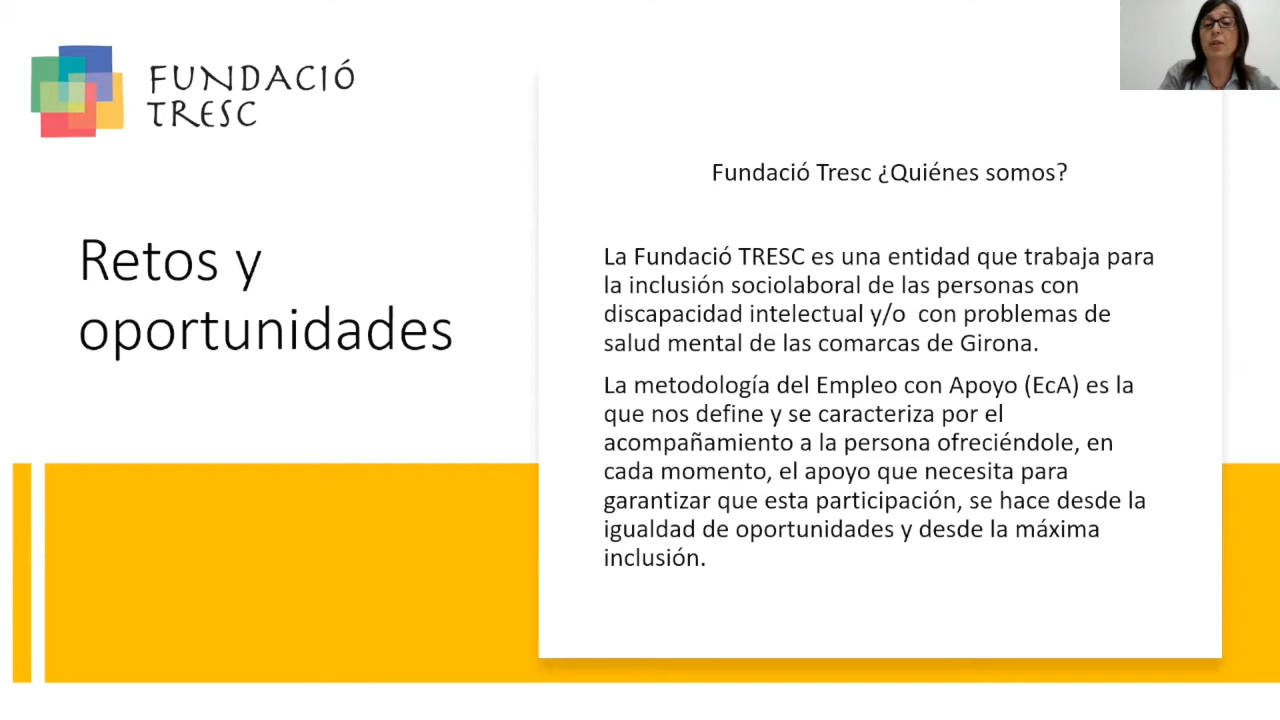 FUNDACIÓ
TRESC
Retos y
oportunidades
Fundació Tresc ¿Quiénes somos?
La Fundació TRESC es una entidad que trabaja para
la inclusión sociolaboral de las personas con
discapacidad intelectual y/o  con problemas de
salud mental de las comarcas de Girona.
La metodología del Empleo con Apoyo (EcA) es la
que nos define y se caracteriza por el
acompañamiento a la persona ofreciéndole, en
cada momento, el apoyo que necesita para
garantizar que esta participación, se hace desde la
igualdad de oportunidades y desde la máxima
inclusión.